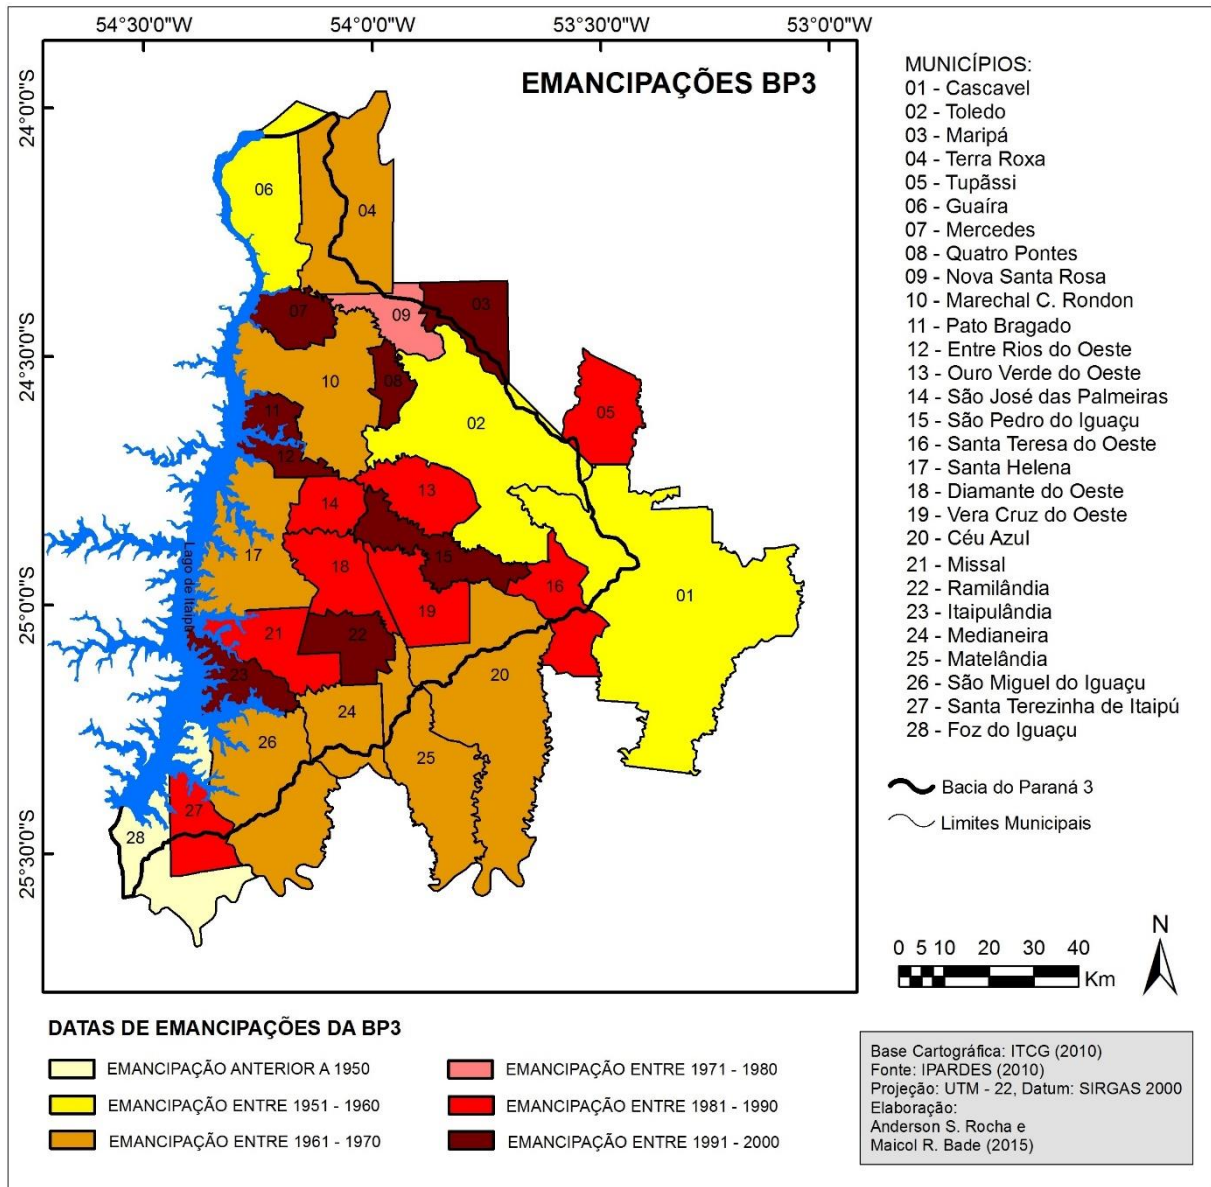 54°30'0"W
54°0'0"W
53°30'0"W
53°0'0"W
EMANCIPAÇÕES BP3
24°0'0"S
24°30'0"S
25°0'0"S
25°30'0"S
06
04
07
09
03
10
08
02
05
11
12
13
14
15
17
18
16
01
19
21
22
23
20
24
26
25
27
28
Lago de Itaipú
MUNICÍPIOS:
01 - Cascavel
02 - Toledo
03 - Maripá
04 - Terra Roxa
05 - Tupãssi
06 - Guaíra
07 - Mercedes
08 - Quatro Pontes
09 - Nova Santa Rosa
10 - Marechal C. Rondon
11 - Pato Bragado
12 - Entre Rios do Oeste
13 - Ouro Verde do Oeste
14 - São José das Palmeiras
15 - São Pedro do Iguaçu
16 - Santa Teresa do Oeste
17 - Santa Helena
18 - Diamante do Oeste
19 - Vera Cruz do Oeste
20 - Céu Azul
21 - Missal
22 - Ramilândia
23 - Itaipulândia
24 - Medianeira
25 - Matelândia
26 - São Miguel do Iguaçu
27 - Santa Terezinha de Itaipú
28 - Foz do Iguaçu
Bacia do Paraná 3
Limites Municipais
N
0 5 10 20 30 40
Km
DATAS DE EMANCIPAÇÕES DA BP3
EMANCIPAÇÃO ANTERIOR A 1950
EMANCIPAÇÃO ENTRE 1951 - 1960
EMANCIPAÇÃO ENTRE 1961 - 1970
EMANCIPAÇÃO ENTRE 1971 - 1980
EMANCIPAÇÃO ENTRE 1981 - 1990
EMANCIPAÇÃO ENTRE 1991 - 2000
Base Cartográfica: ITCG (2010)
Fonte: IPARDES (2010)
Projeção: UTM - 22, Datum: SIRGAS 2000
Elaboração:
Anderson S. Rocha e
Maicol R. Bade (2015)